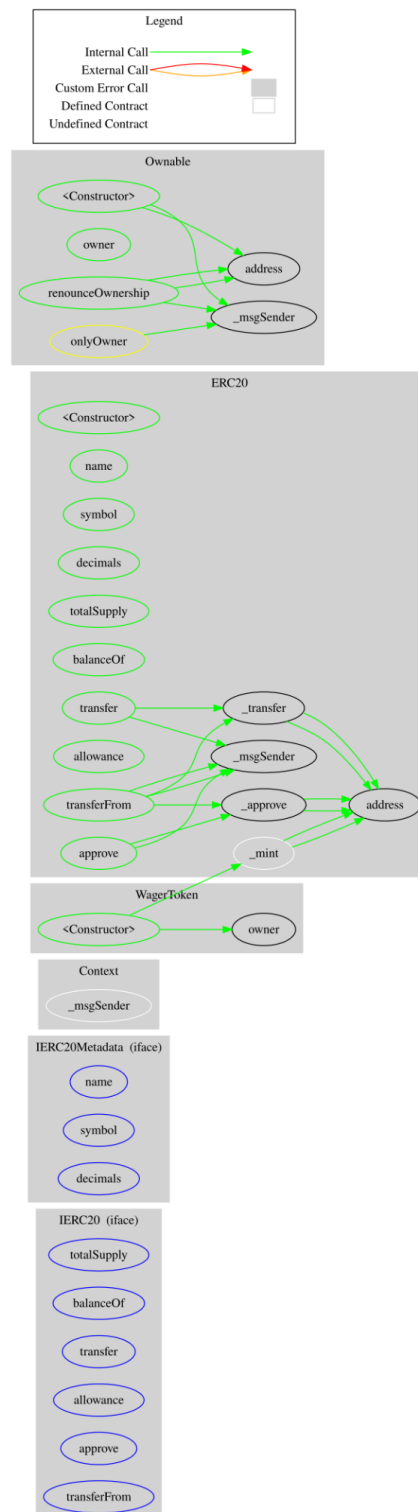 Legend
Internal Call
External Call
Custom Error Call
Defined Contract
Undefined Contract
Ownable
<Constructor>
owner
address
renounceOwnership
_msgSender
onlyOwner
ERC20
<Constructor>
name
symbol
decimals
totalSupply
balanceOf
transfer
_transfer
allowance
_msgSender
transferFrom
_approve
address
approve
_mint
WagerToken
<Constructor>
owner
Context
_msgSender
IERC20Metadata (iface)
name
symbol
decimals
IERC20 (iface)
totalSupply
balanceOf
transfer
allowance
approve
transferFrom